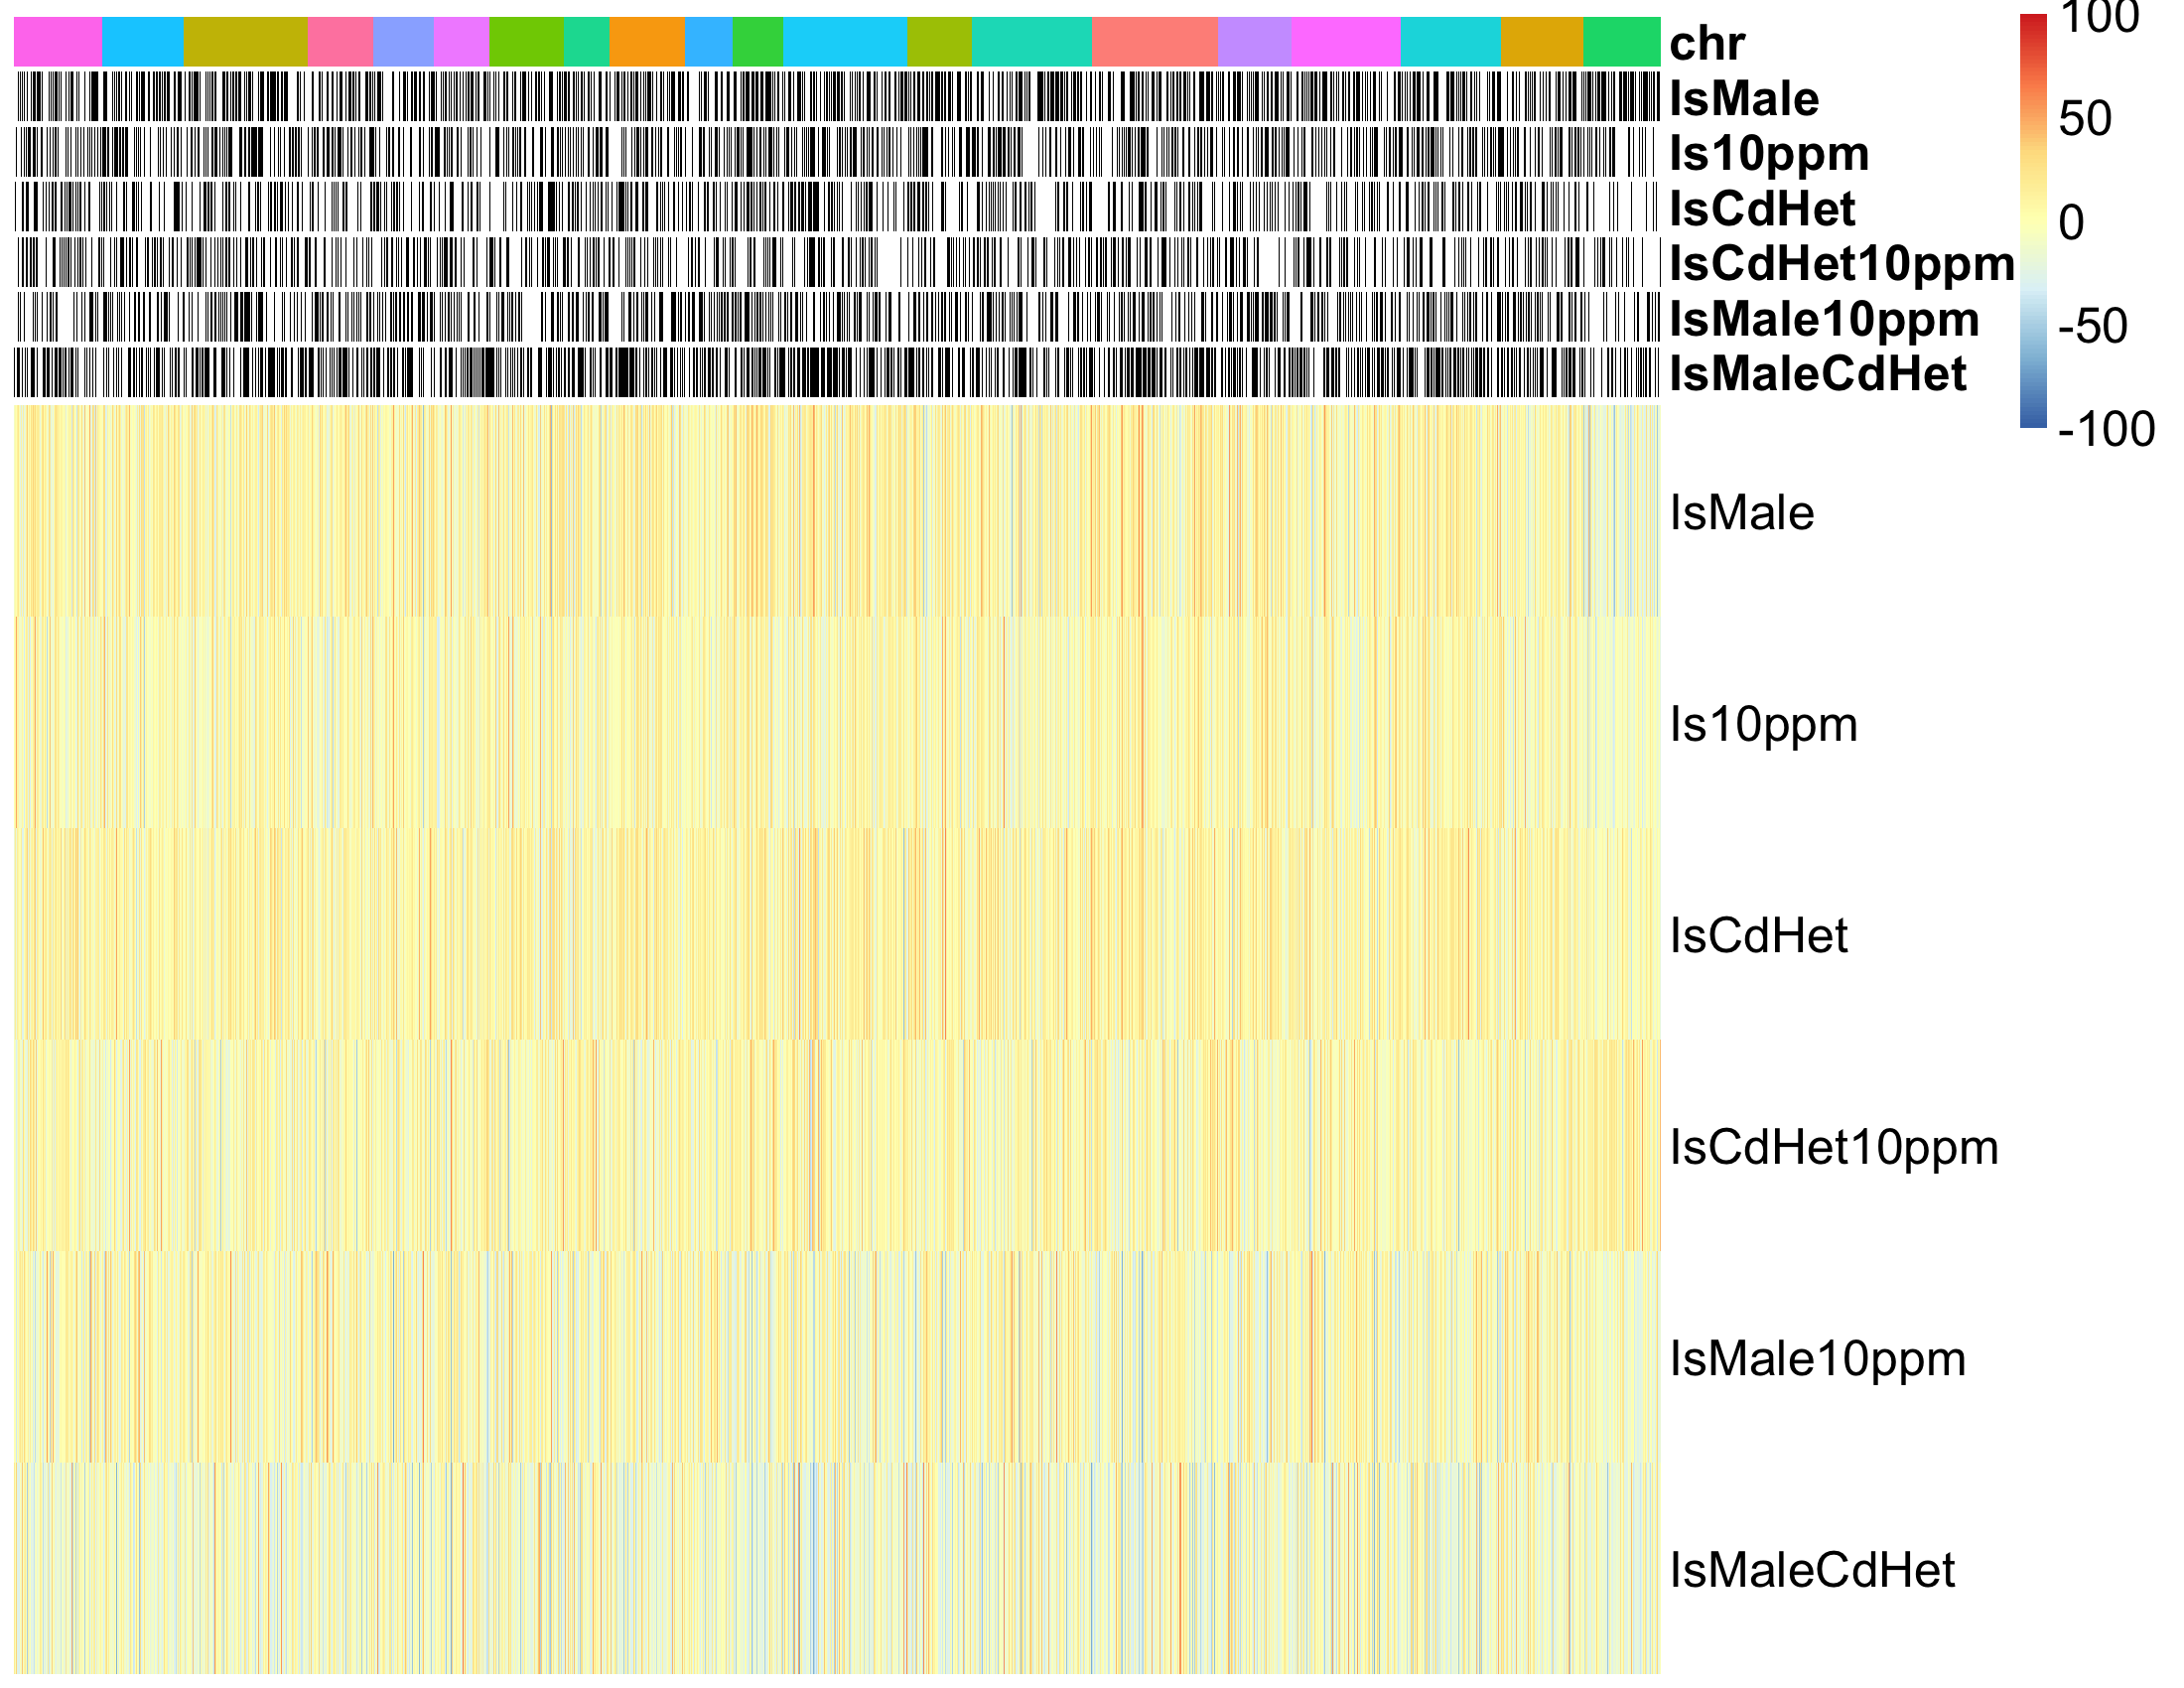 chr
IsMale
Is10ppm
IsCdHet
IsCdHet10ppm
IsMale10ppm
IsMaleCdHet
100
50
0
-50
-100
IsMale
Is10ppm
IsCdHet
IsCdHet10ppm
IsMale10ppm
IsMaleCdHet